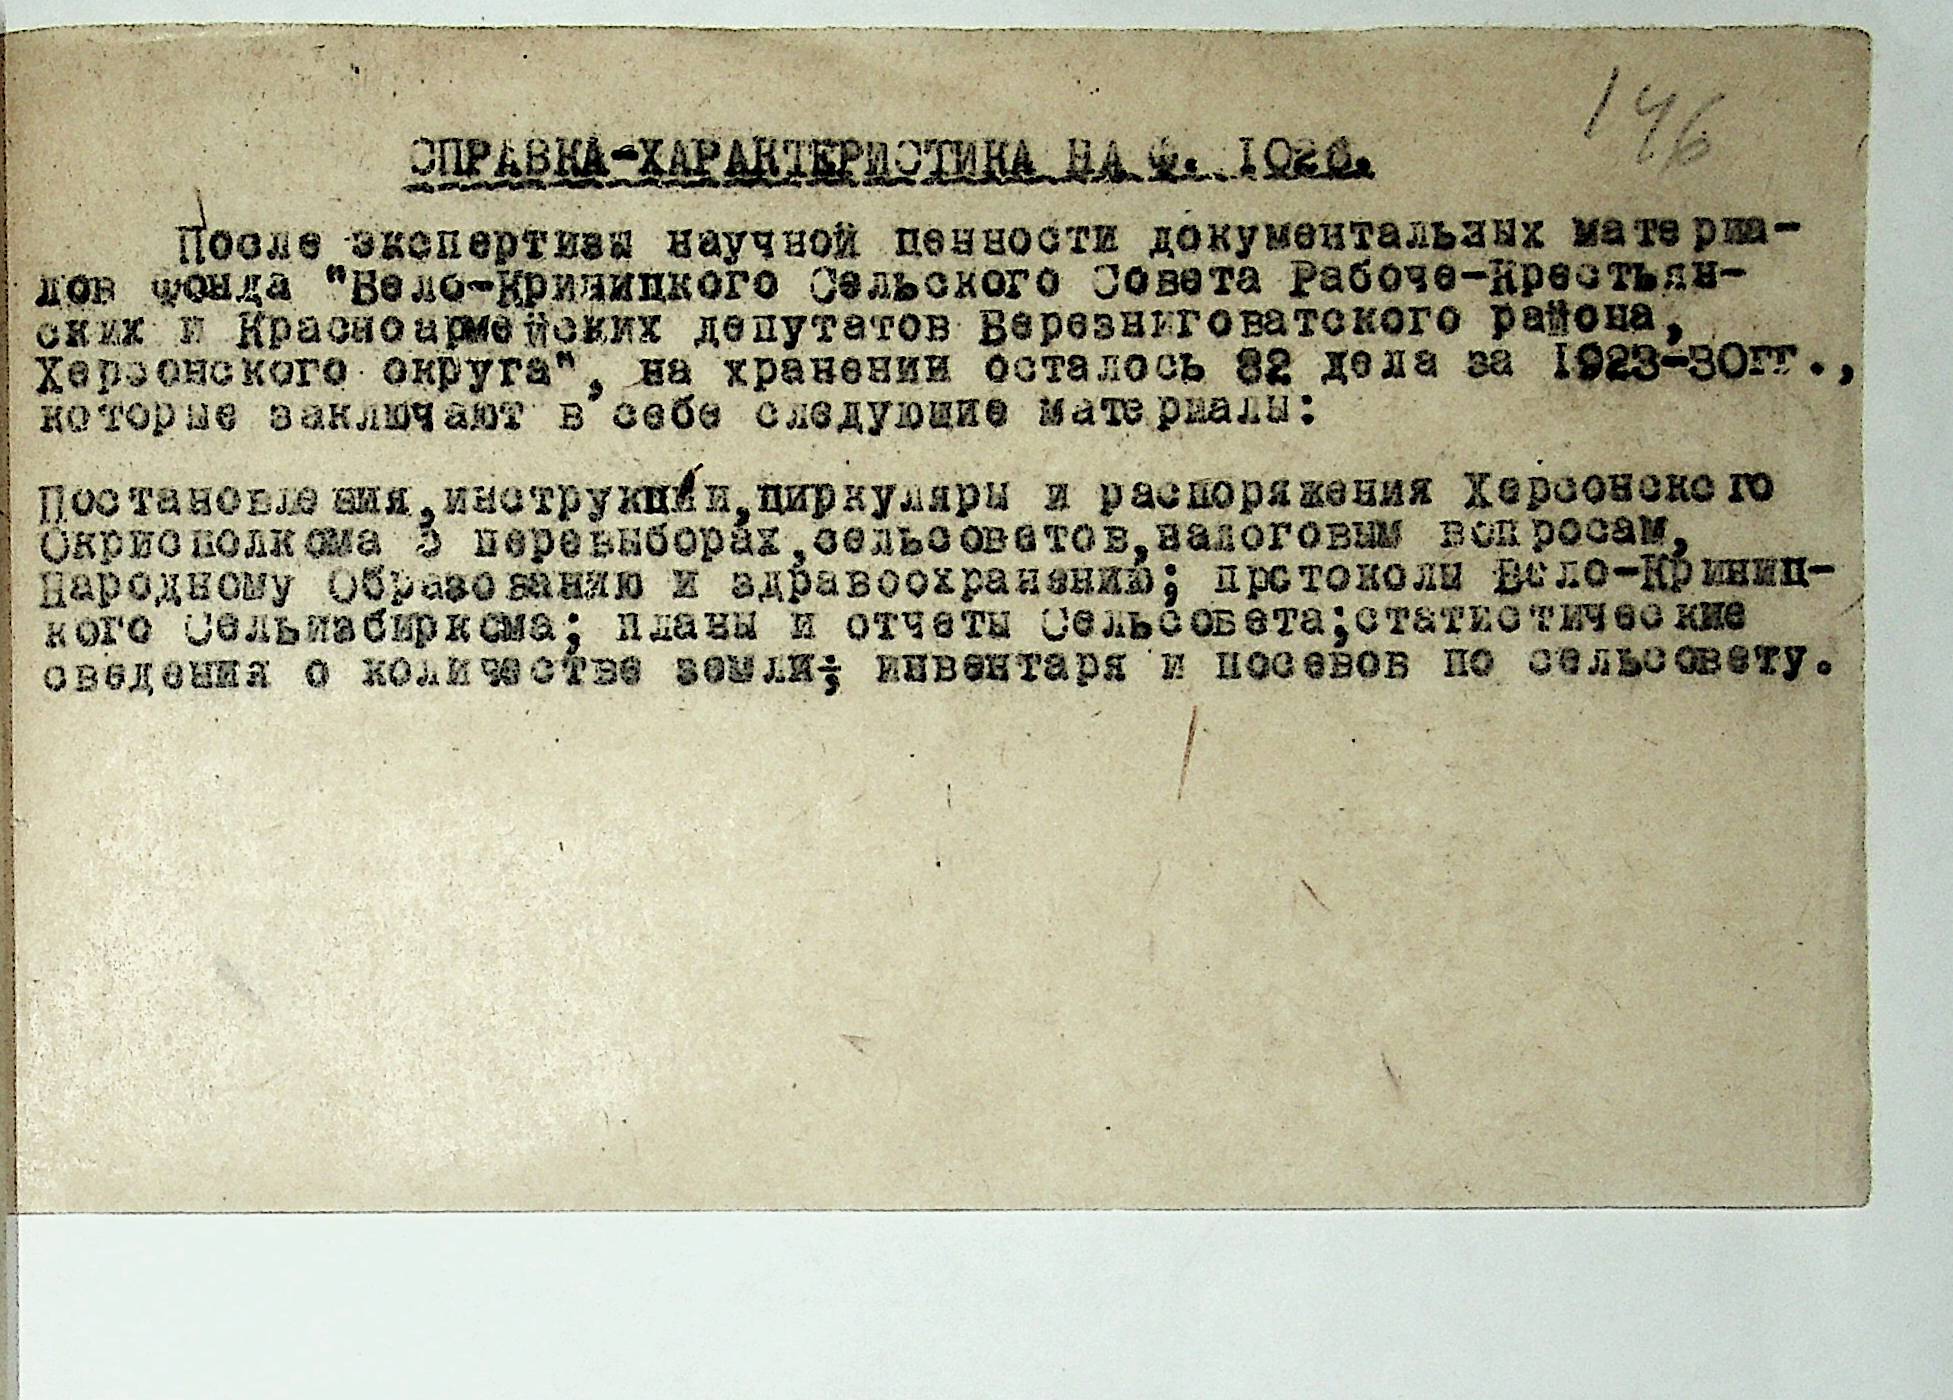 146
СПРАВКА-ХАРАКТЕРИСТИКА НА Ф. 1026.
После экспертизы научной ценности документальных материа-
лов фонда "Бело-Криницкого Сельского Совета Рабоче-Крестьян-
ских и Красноармейских депутатов Березниговатского района,
Херсонского округа", на хранении осталось 82 дела за 1923-30гг.,
которые заключают в себе следующие материалы:
Постановления,инструкции,циркуляры и распоряжения Херсонского
Окрисполкома о перевыборах,сельсоветов,налоговым вопросам,
Народному Образованию и здравоохранению; протоколы Бело-Криниц-
кого Сельизбиркома; планы и отчеты Сельсовета;статистические
сведения о количестве земли; инвентаря и посевов по сельсовету.